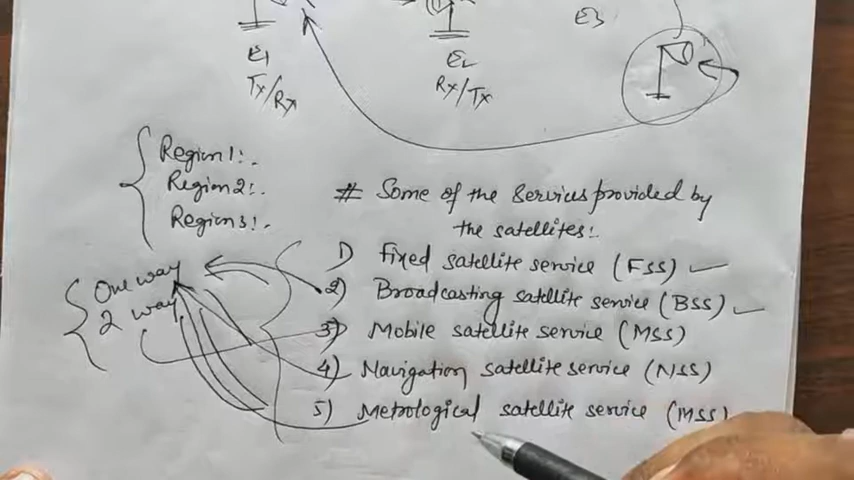 E1
Tx/Rx
E2
Rx/Tx
E3
Region1:.
Region2:.
Region3:.
# Some of the Services provided by
the satellites:
1) Fixed satellite service (FSS)
2) Broadcasting satellite service (BSS)
3) Mobile satellite service (MSS)
4) Navigation satellite service (NSS)
5) Metrological satellite service (MSS)
One way
2 way